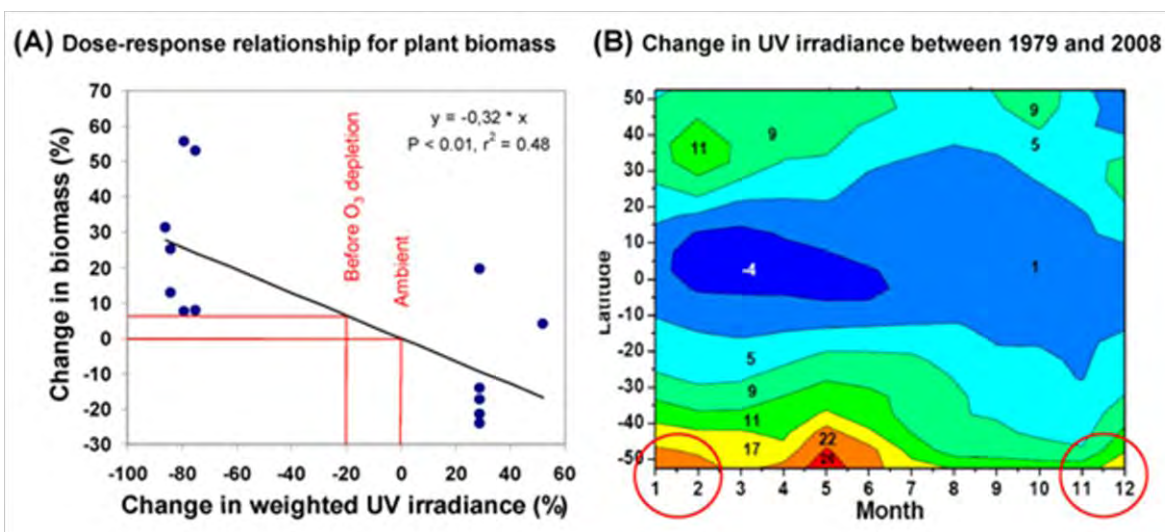 (A) Dose-response relationship for plant biomass
70
60
50
40
30
20
10
0
-10
-20
-30
Change in biomass (%)
y = -0,32 * x
P < 0.01, r² = 0.48
Before O₃ depletion
Ambient
-100 -80 -60 -40 -20 0 20 40 60
Change in weighted UV irradiance (%)
(B) Change in UV irradiance between 1979 and 2008
50
40
30
20
10
0
-10
-20
-30
-40
-50
Latitude
9
9
11
5
-4
1
5
9
11
22
17
1 2 3 4 5 6 7 8 9 10 11 12
Month